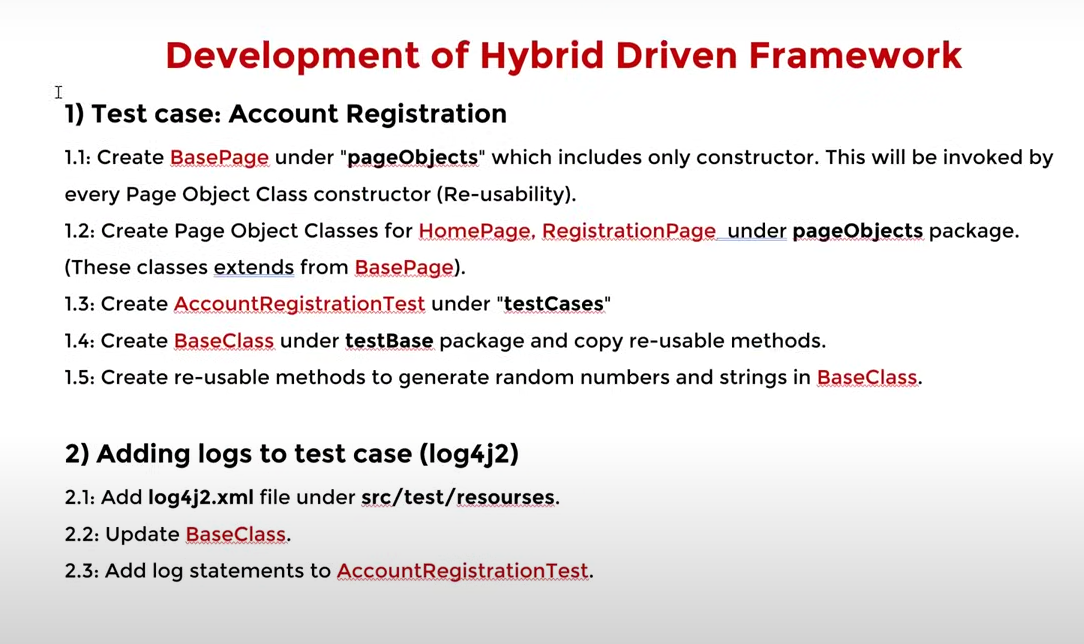 Development of Hybrid Driven Framework
1) Test case: Account Registration
1.1: Create BasePage under "pageObjects" which includes only constructor. This will be invoked by
every Page Object Class constructor (Re-usability).
1.2: Create Page Object Classes for HomePage, RegistrationPage under pageObjects package.
(These classes extends from BasePage).
1.3: Create AccountRegistrationTest under "testCases"
1.4: Create BaseClass under testBase package and copy re-usable methods.
1.5: Create re-usable methods to generate random numbers and strings in BaseClass.
2) Adding logs to test case (log4j2)
2.1: Add log4j2.xml file under src/test/resourses.
2.2: Update BaseClass.
2.3: Add log statements to AccountRegistrationTest.